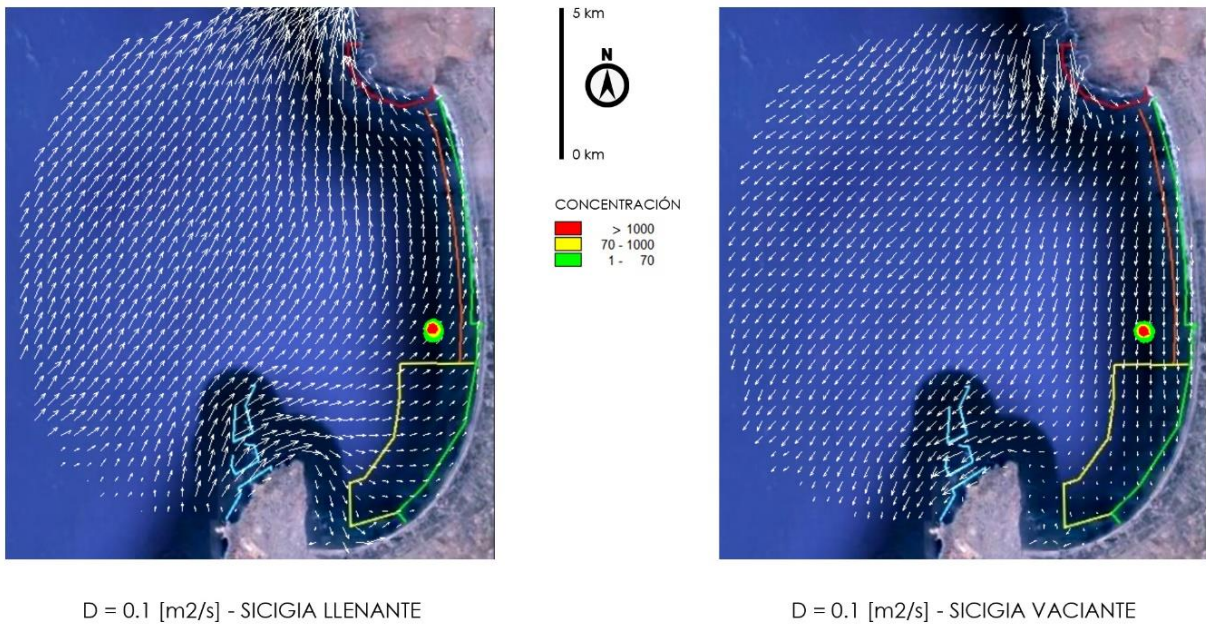 5 km
N
0 km
CONCENTRACIÓN
> 1000
70 - 1000
1 - 70
D = 0.1 [m2/s] - SICIGIA LLENANTE
D = 0.1 [m2/s] - SICIGIA VACIANTE